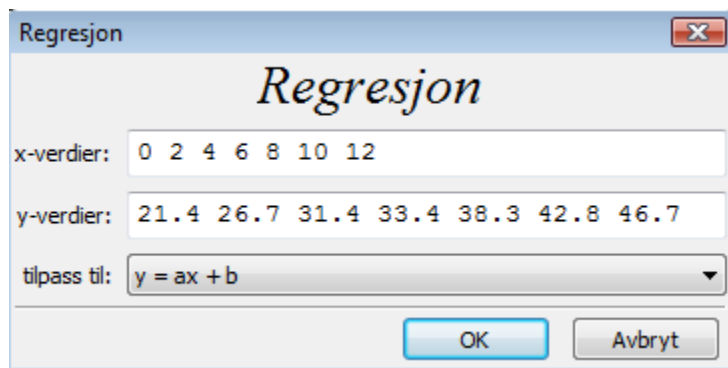 Regresjon
Regresjon
x-verdier: 0 2 4 6 8 10 12
y-verdier: 21.4 26.7 31.4 33.4 38.3 42.8 46.7
tilpass til: y = ax + b
OK Avbryt